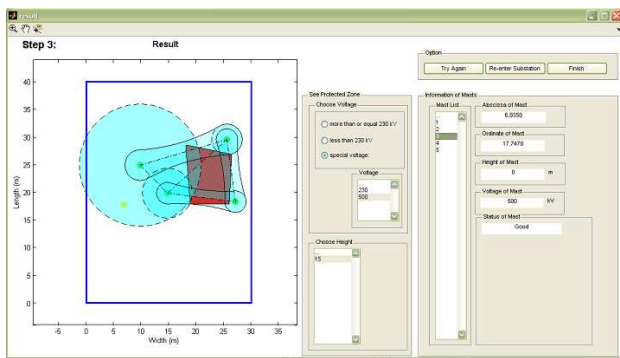 result
Step 3:
Result
Option
Try Again
Re-enter Substation
Finish
40
35
30
25
20
15
10
5
0
Length (m)
-5
0
5
10
15
20
25
30
35
Width (m)
See Protected Zone
Choose Voltage
more than or equal 230 kV
less than 230 kV
special voltage:
Voltage
...
230
500
Choose Height
...
15
Information of Masts
Mast List
...
1
2
3
4
5
Abscissa of Mast
6.8358
Ordinate of Mast
17.7478
Height of Mast
0
m
Voltage of Mast
500
kV
Status of Mast
Good